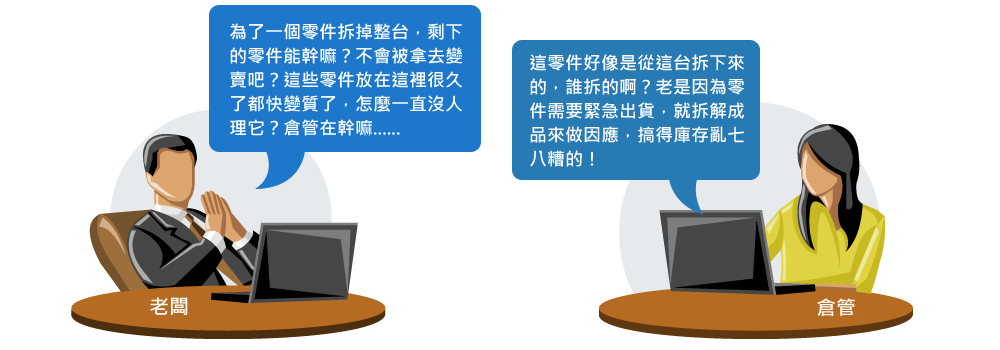 為了一個零件拆掉整台，剩下
的零件能幹嘛？不會被拿去變
賣吧？這些零件放在這裡很久
了都快變質了，怎麼一直沒人
理它？倉管在幹嘛......
老闆
這零件好像是從這台拆下來
的，誰拆的啊？老是因為零
件需要緊急出貨，就拆解成
品來做因應，搞得庫存亂七
八糟的！
倉管